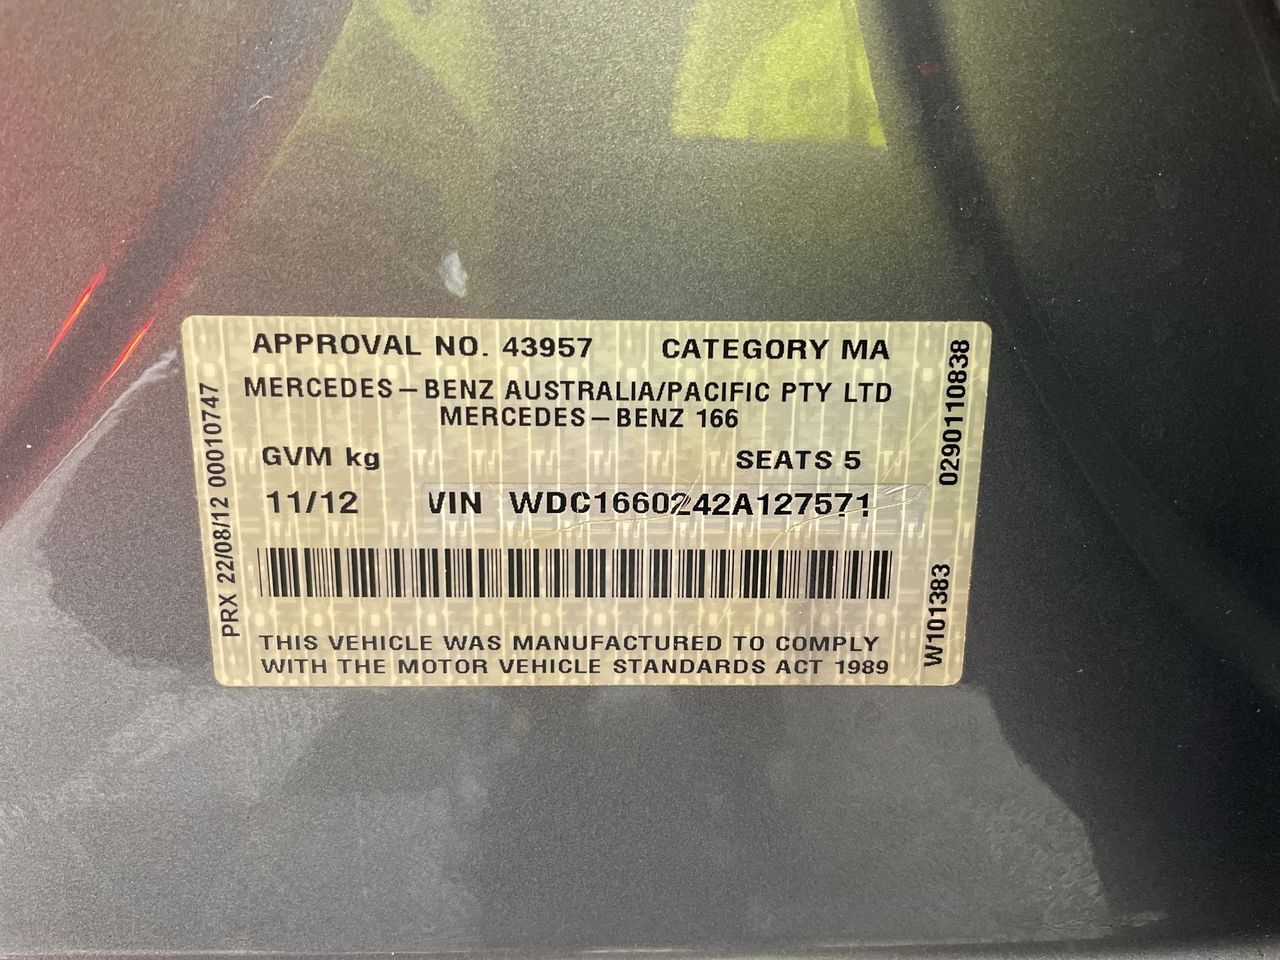 APPROVAL NO. 43957 CATEGORY MA
MERCEDES-BENZ AUSTRALIA/PACIFIC PTY LTD
MERCEDES-BENZ 166
GVM kg SEATS 5
11/12 VIN WDC1660242A127571
THIS VEHICLE WAS MANUFACTURED TO COMPLY
WITH THE MOTOR VEHICLE STANDARDS ACT 1989
PRX 22/08/12 00010747
W101383 0290110838